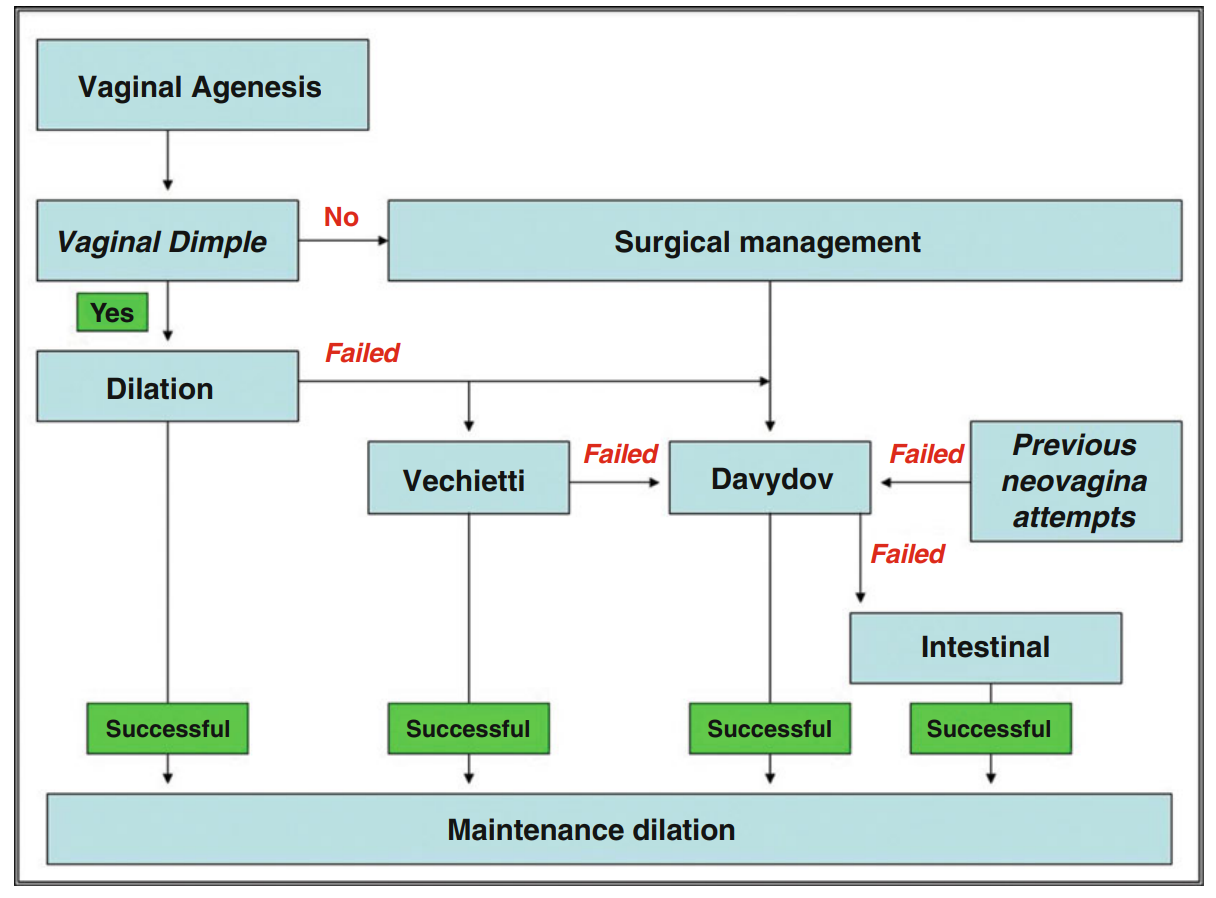 Vaginal Agenesis
Vaginal Dimple
No
Surgical management
Yes
Dilation
Failed
Vechietti
Failed
Davydov
Failed
Previous
neovagina
attempts
Failed
Intestinal
Successful
Successful
Successful
Successful
Maintenance dilation